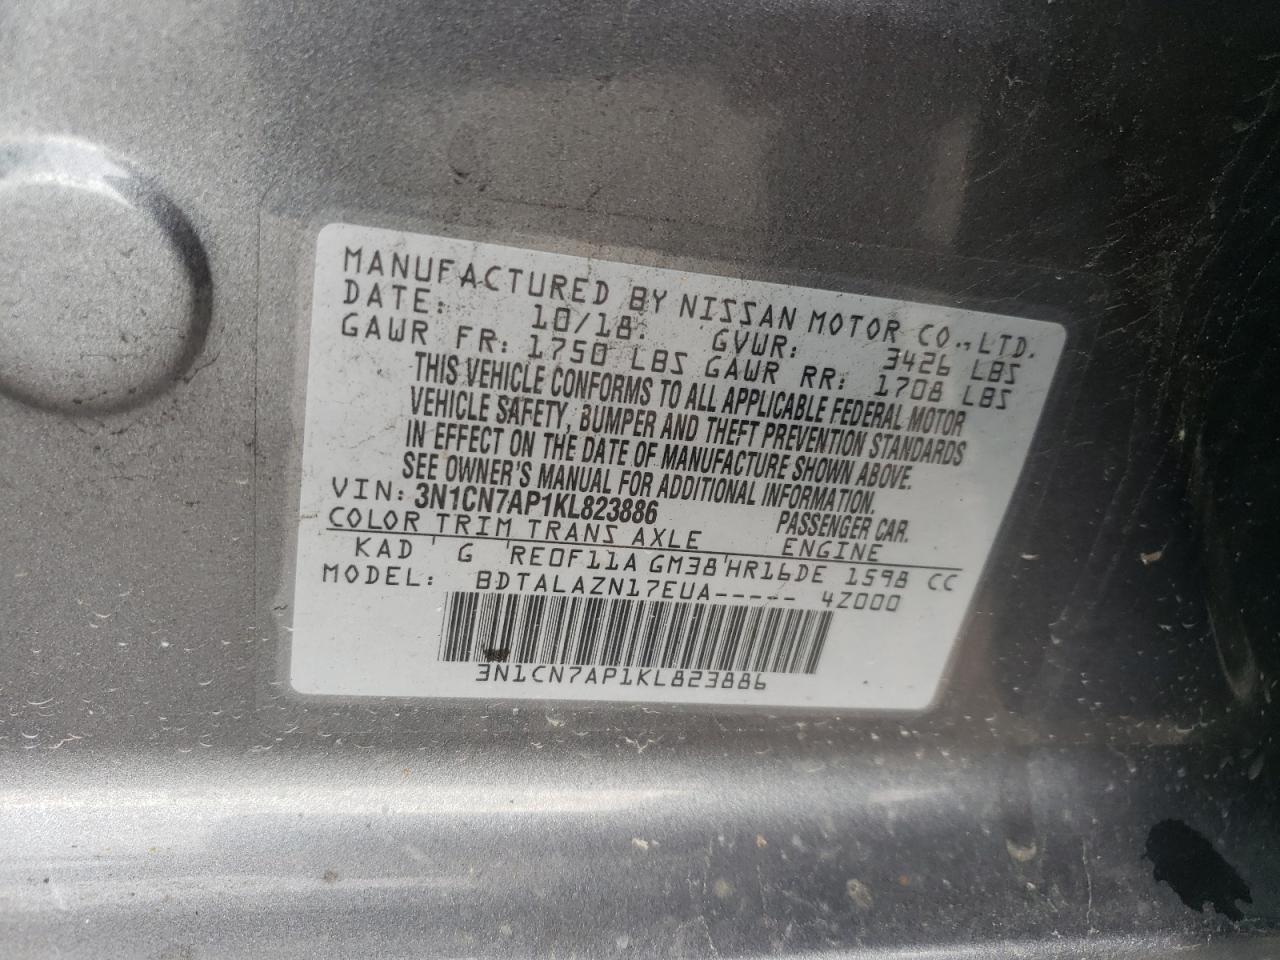 MANUFACTURED BY NISSAN MOTOR CO., LTD.
DATE: 10/18. GVWR: 3426 LBS
GAWR FR: 1750 LBS GAWR RR: 1708 LBS
THIS VEHICLE CONFORMS TO ALL APPLICABLE FEDERAL MOTOR
VEHICLE SAFETY, BUMPER AND THEFT PREVENTION STANDARDS
IN EFFECT ON THE DATE OF MANUFACTURE SHOWN ABOVE.
SEE OWNER'S MANUAL FOR ADDITIONAL INFORMATION.
VIN: 3N1CN7AP1KL823886 PASSENGER CAR.
COLOR TRIM TRANS AXLE ENGINE
KAD G RE0F11A GM38 HR16DE 1598 CC
MODEL: BDTALAZN17EUA----- 4Z000
3N1CN7AP1KL823886